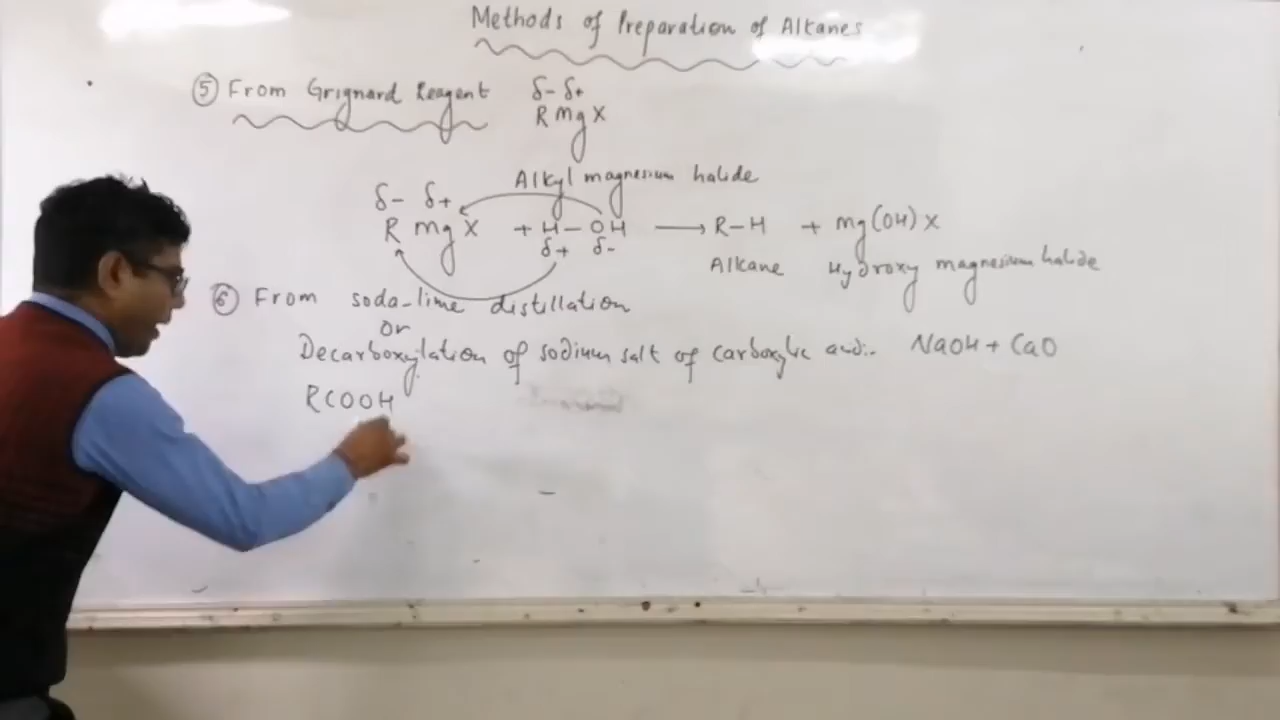 Methods of Preparation of Alkanes
⑤ From Grignard Reagent
δ- δ+
R Mg X
Alkyl magnesium halide
δ- δ+
R Mg X + H-OH ⟶ R-H + Mg(OH) X
δ+ δ-
Alkane Hydroxy magnesium halide
⑥ From soda-lime distillation
or
Decarboxylation of sodium salt of carboxylic acid. NaOH + CaO
RCOOH